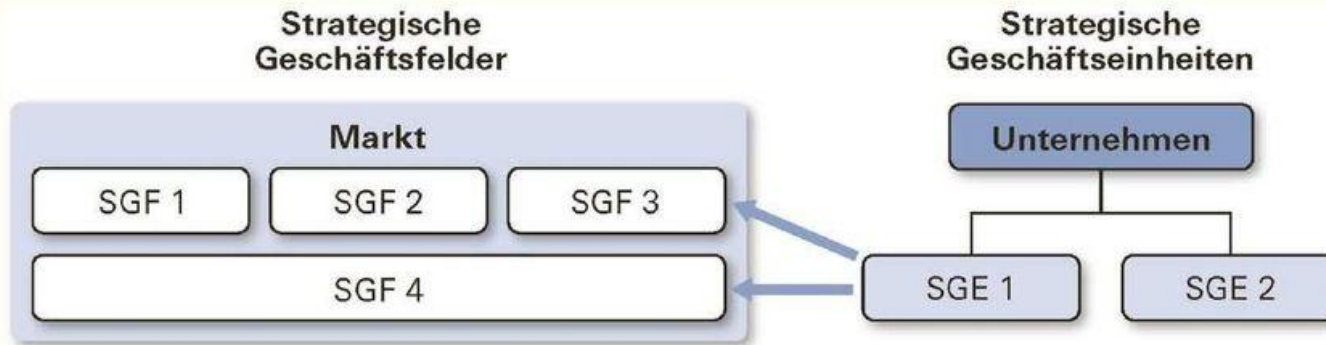 Strategische
Geschäftsfelder
Strategische
Geschäftseinheiten
Markt
SGF 1
SGF 2
SGF 3
SGF 4
Unternehmen
SGE 1
SGE 2